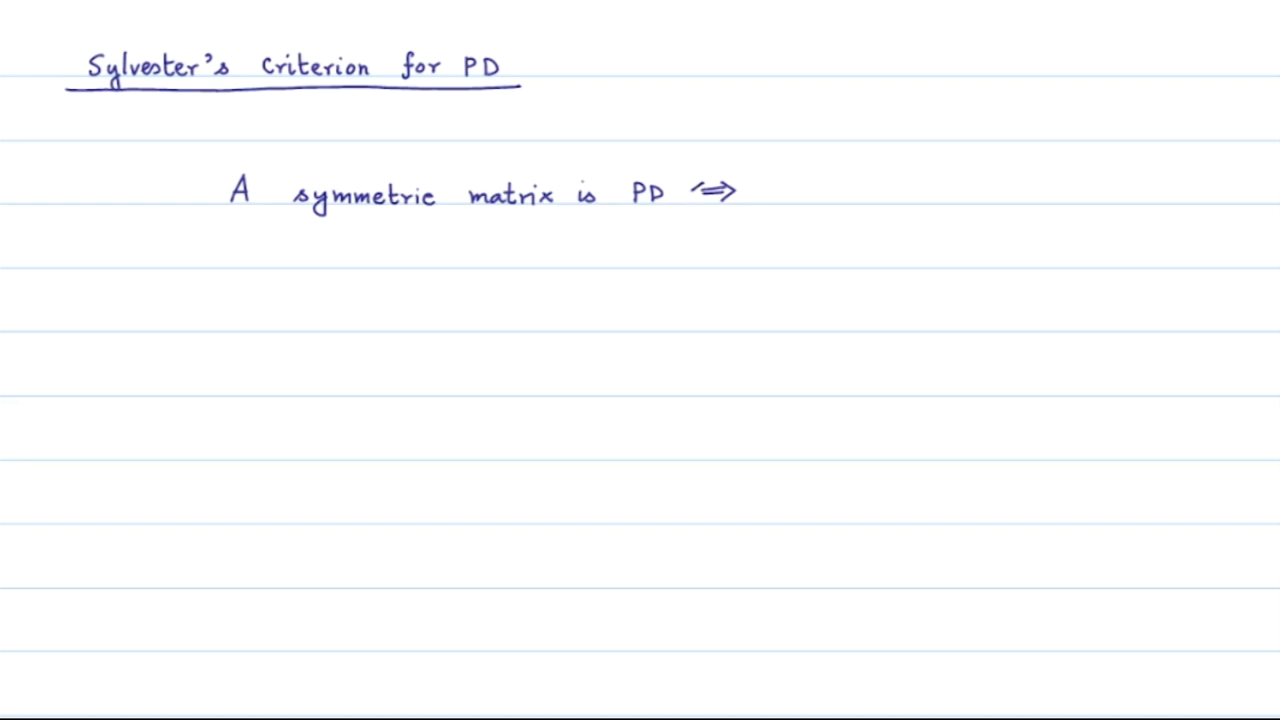 Sylvester's Criterion for PD
A symmetric matrix is PD ⇔